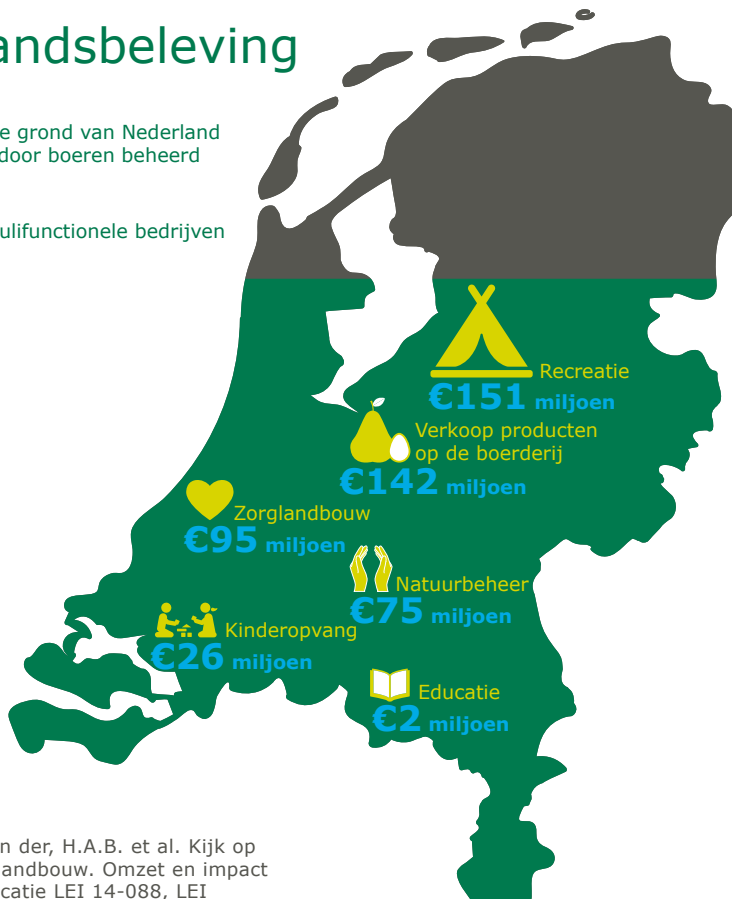 andsbeleving
e grond van Nederland
door boeren beheerd
ulifunctionele bedrijven
Recreatie
€151 miljoen
Verkoop producten
op de boerderij
€142 miljoen
Zorglandbouw
€95 miljoen
Natuurbeheer
€75 miljoen
Kinderopvang
€26 miljoen
Educatie
€2 miljoen
n der, H.A.B. et al. Kijk op
andbouw. Omzet en impact
catie LEI 14-088, LEI